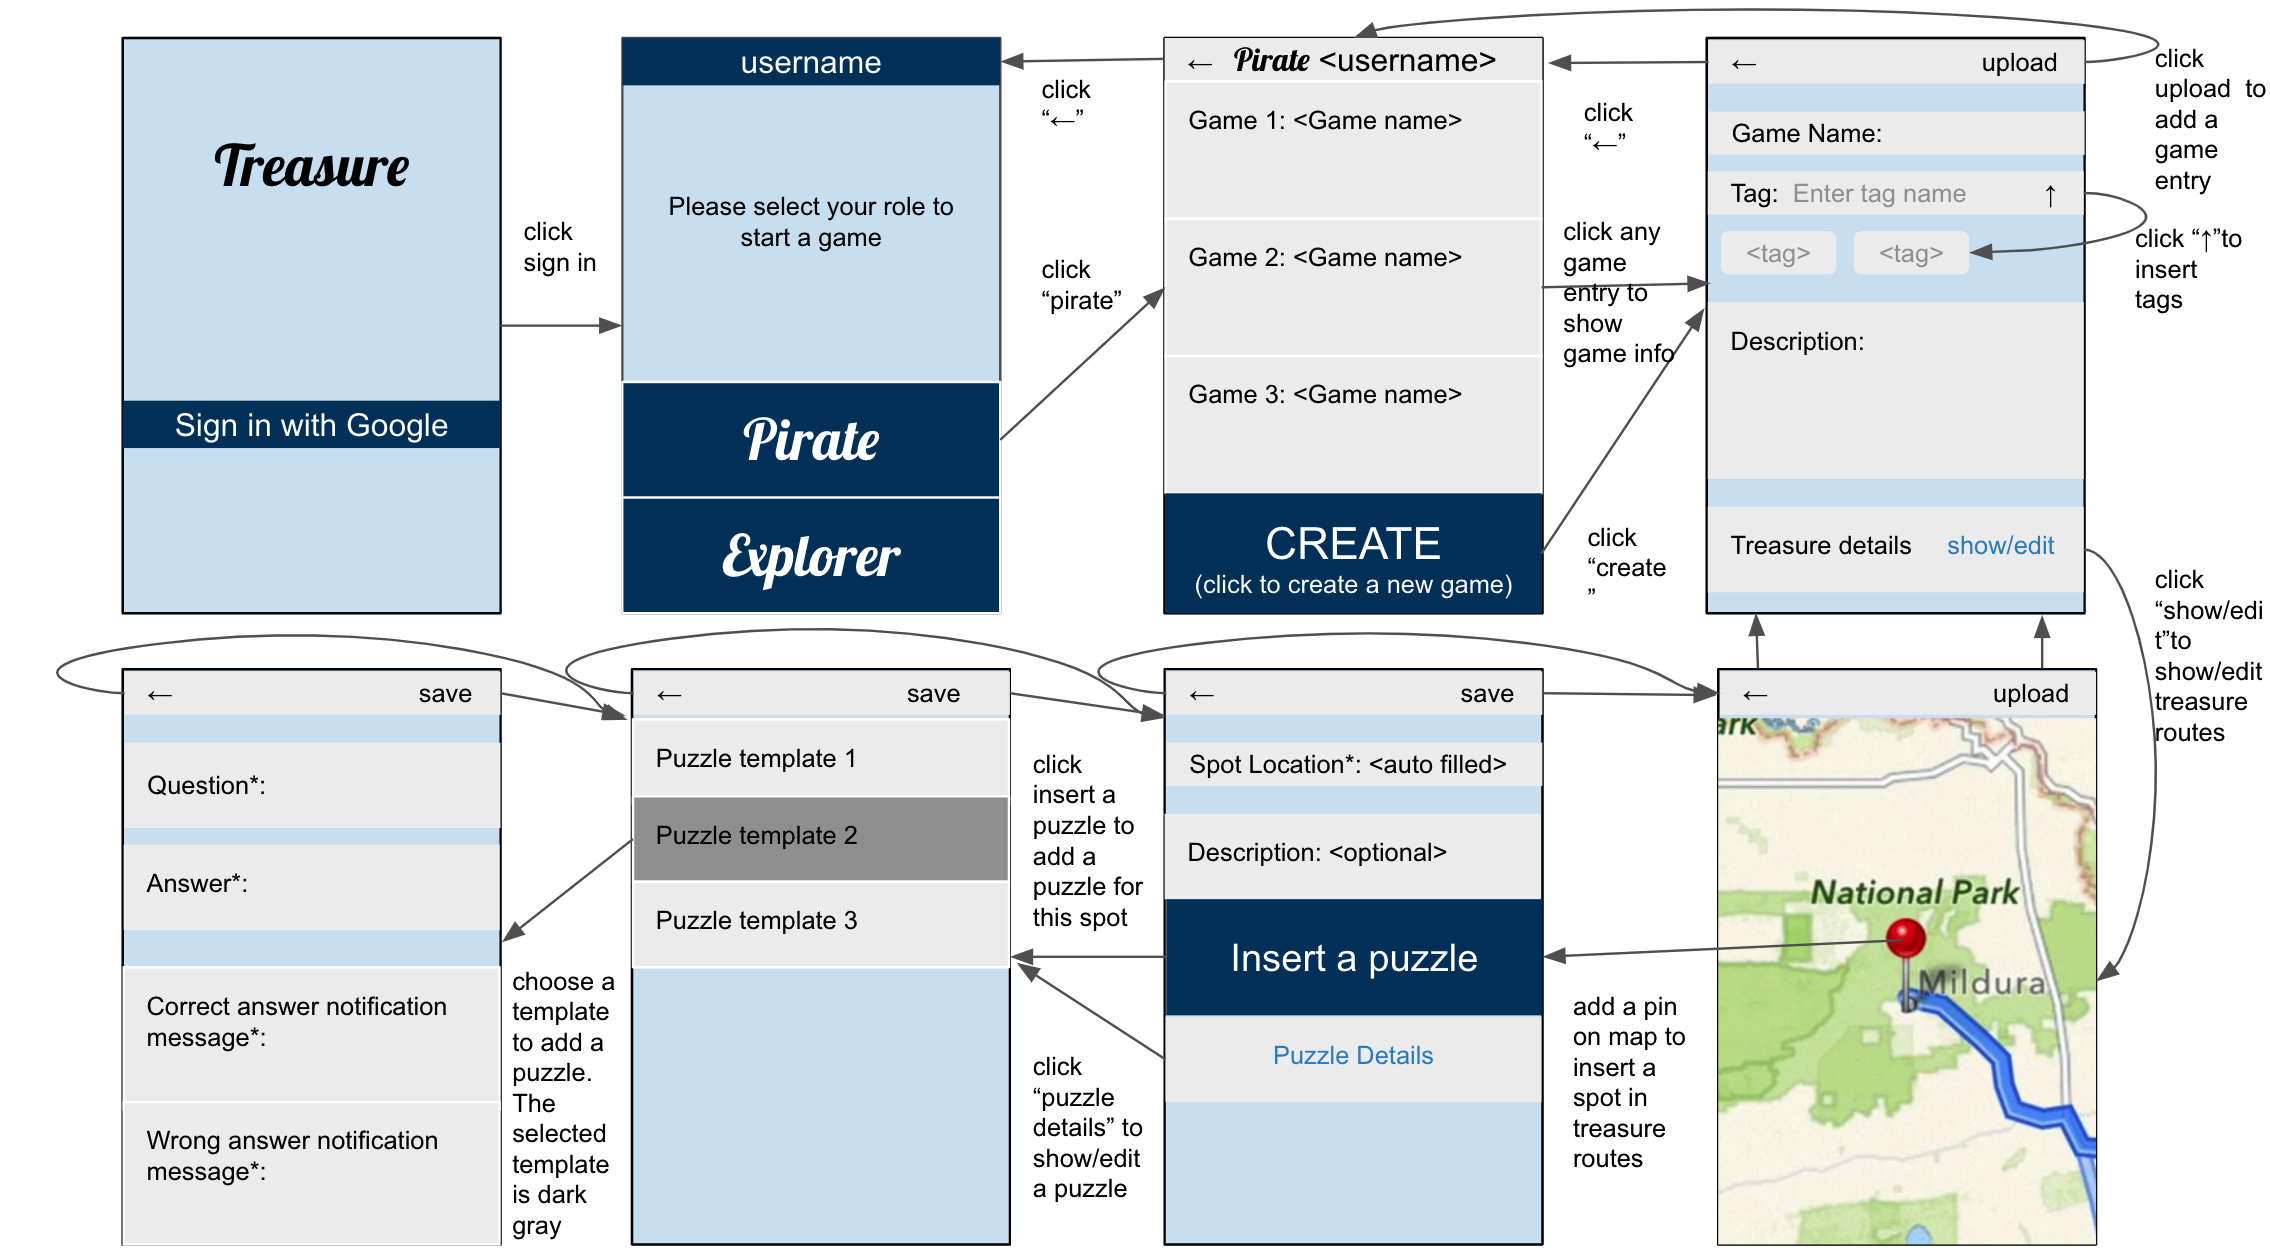 Treasure
Sign in with Google
click
sign in
username
Please select your role to
start a game
Pirate
Explorer
click
“←”
click
“pirate”
← Pirate <username>
Game 1: <Game name>
Game 2: <Game name>
Game 3: <Game name>
CREATE
(click to create a new game)
click
“←”
click any
game
entry to
show
game info
click
“create
”
← upload
Game Name:
Tag: Enter tag name ↑
<tag> <tag>
Description:
Treasure details show/edit
click
upload to
add a
game
entry
click “↑”to
insert
tags
click
“show/edi
t”to
show/edit
treasure
routes
← save
Question*:
Answer*:
Correct answer notification
message*:
Wrong answer notification
message*:
choose a
template
to add a
puzzle.
The
selected
template
is dark
gray
← save
Puzzle template 1
Puzzle template 2
Puzzle template 3
click
insert a
puzzle to
add a
puzzle for
this spot
click
“puzzle
details” to
show/edit
a puzzle
← save
Spot Location*: <auto filled>
Description: <optional>
Insert a puzzle
Puzzle Details
add a pin
on map to
insert a
spot in
treasure
routes
← upload
ark
National Park
Mildura